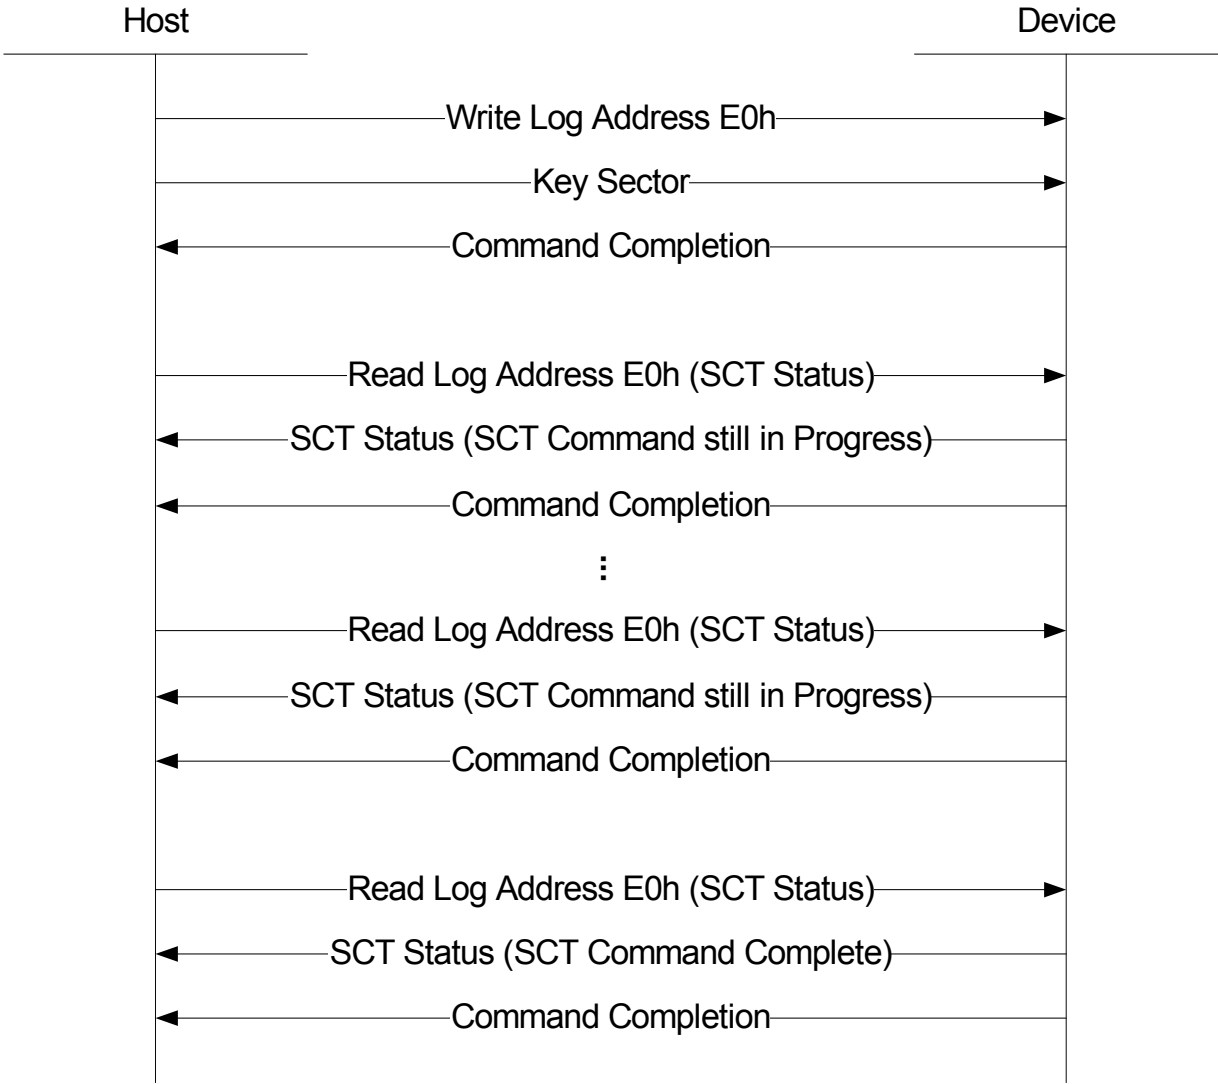 Host
Device
Write Log Address E0h
Key Sector
Command Completion
Read Log Address E0h (SCT Status)
SCT Status (SCT Command still in Progress)
Command Completion
...
Read Log Address E0h (SCT Status)
SCT Status (SCT Command still in Progress)
Command Completion
Read Log Address E0h (SCT Status)
SCT Status (SCT Command Complete)
Command Completion